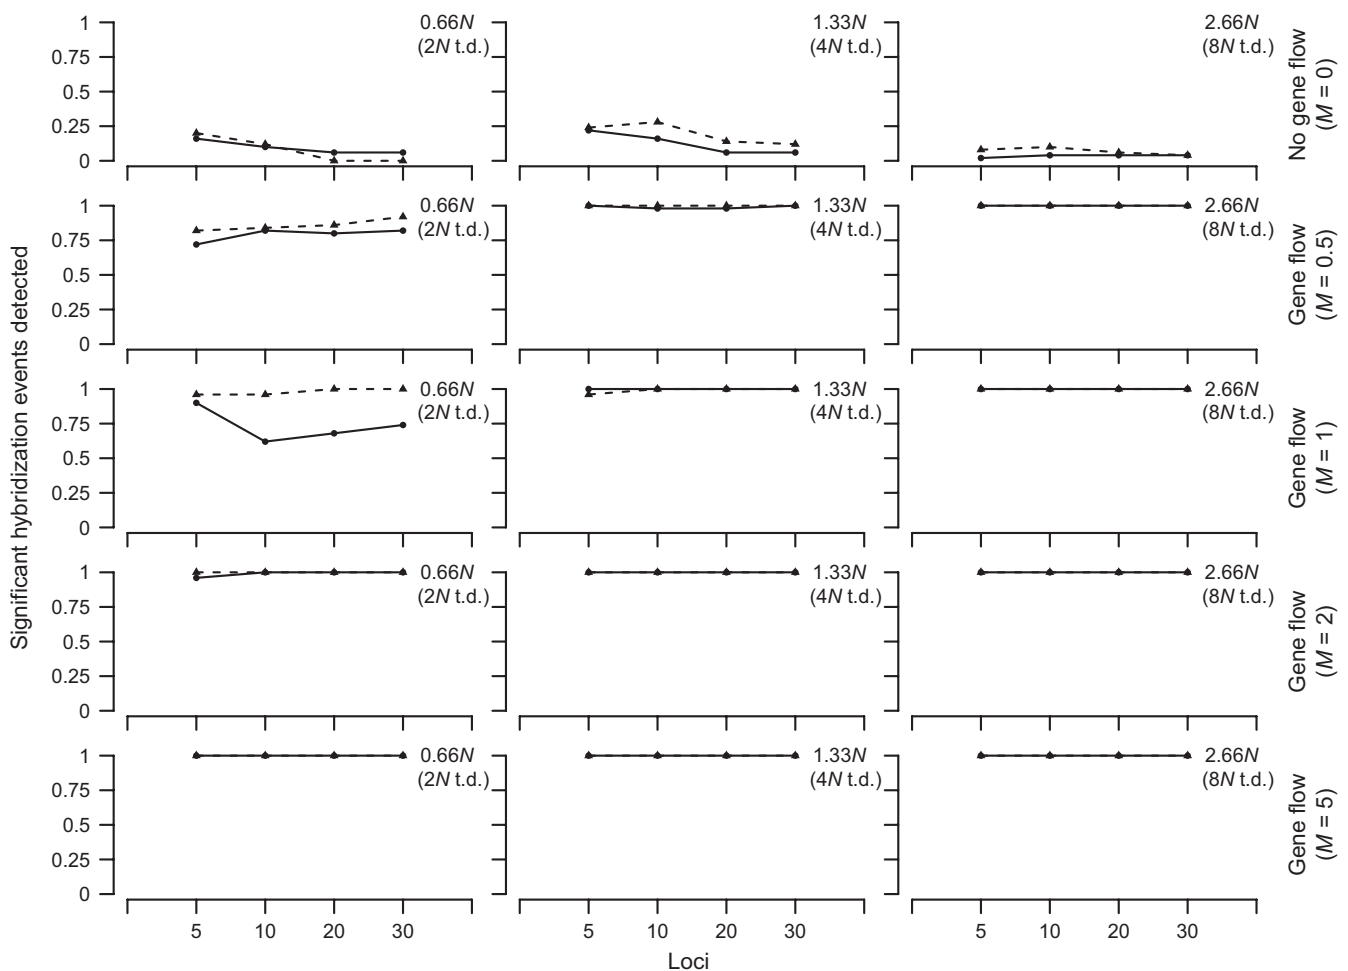 Significant hybridization events detected
1
0.75
0.5
0.25
0
0.66N
(2N t.d.)
1.33N
(4N t.d.)
2.66N
(8N t.d.)
No gene flow
(M = 0)
1
0.75
0.5
0.25
0
0.66N
(2N t.d.)
1.33N
(4N t.d.)
2.66N
(8N t.d.)
Gene flow
(M = 0.5)
1
0.75
0.5
0.25
0
0.66N
(2N t.d.)
1.33N
(4N t.d.)
2.66N
(8N t.d.)
Gene flow
(M = 1)
1
0.75
0.5
0.25
0
0.66N
(2N t.d.)
1.33N
(4N t.d.)
2.66N
(8N t.d.)
Gene flow
(M = 2)
1
0.75
0.5
0.25
0
0.66N
(2N t.d.)
1.33N
(4N t.d.)
2.66N
(8N t.d.)
Gene flow
(M = 5)
5 10 20 30 5 10 20 30 5 10 20 30
Loci